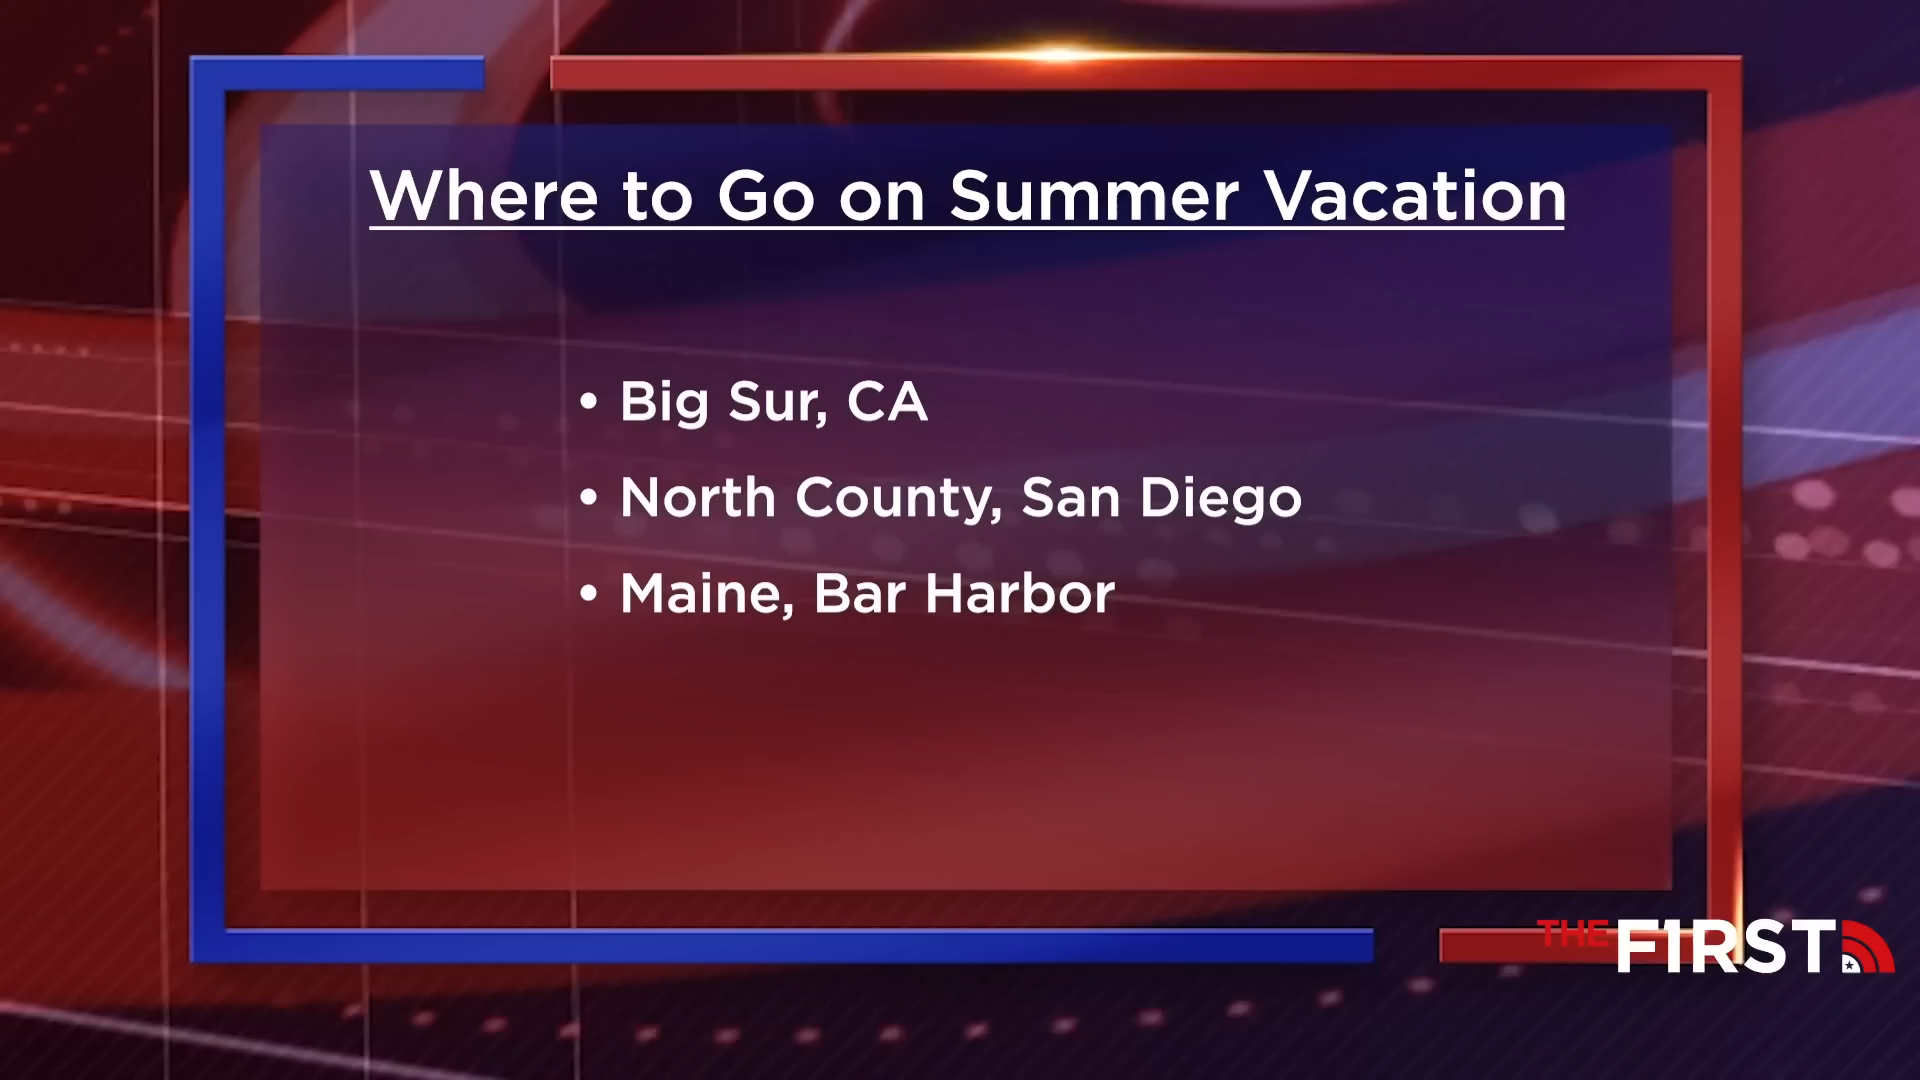 Where to Go on Summer Vacation
• Big Sur, CA
• North County, San Diego
• Maine, Bar Harbor
THE FIRST